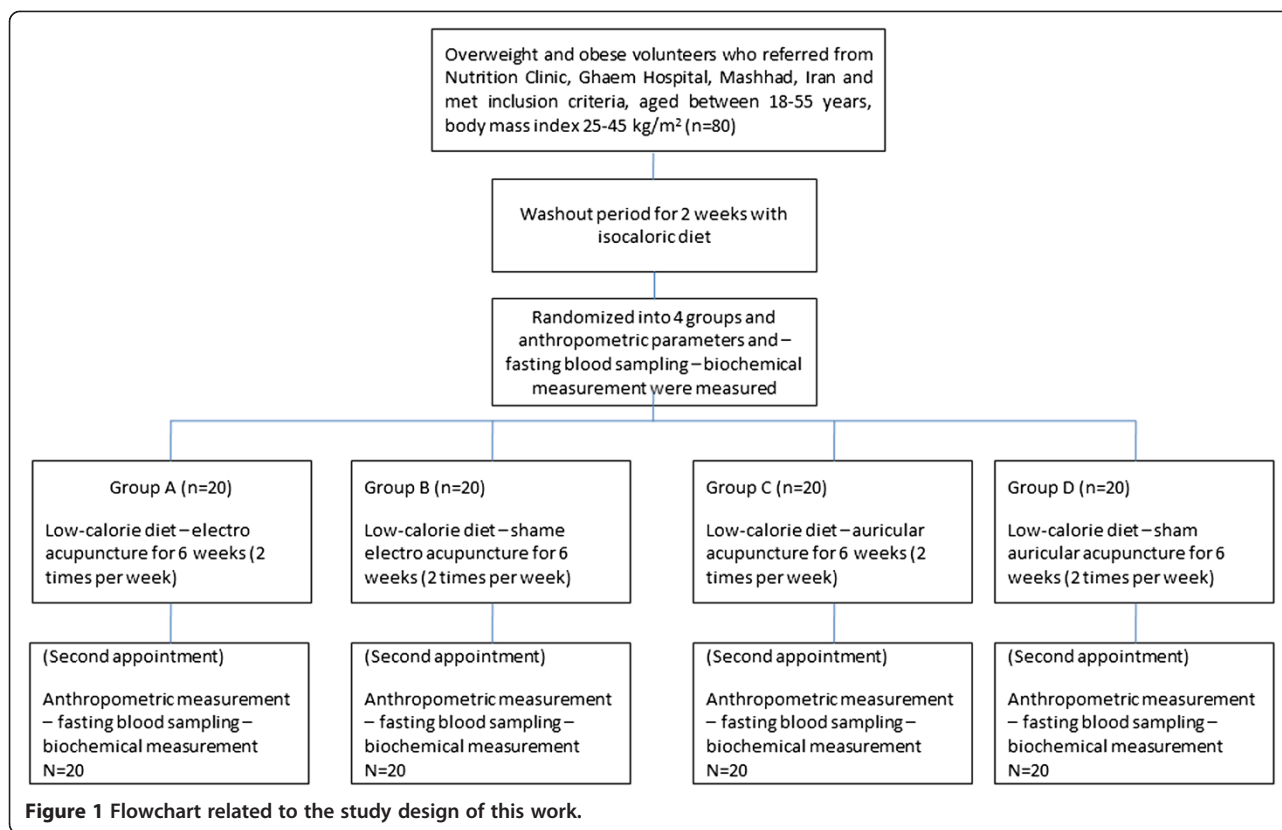 Overweight and obese volunteers who referred from
Nutrition Clinic, Ghaem Hospital, Mashhad, Iran and
met inclusion criteria, aged between 18-55 years,
body mass index 25-45 kg/m² (n=80)
Washout period for 2 weeks with
isocaloric diet
Randomized into 4 groups and
anthropometric parameters and –
fasting blood sampling – biochemical
measurement were measured
Group A (n=20)
Low-calorie diet – electro
acupuncture for 6 weeks (2
times per week)
Group B (n=20)
Low-calorie diet – shame
electro acupuncture for 6
weeks (2 times per week)
Group C (n=20)
Low-calorie diet – auricular
acupuncture for 6 weeks (2
times per week)
Group D (n=20)
Low-calorie diet – sham
auricular acupuncture for 6
weeks (2 times per week)
(Second appointment)
Anthropometric measurement
– fasting blood sampling –
biochemical measurement
N=20
(Second appointment)
Anthropometric measurement
– fasting blood sampling –
biochemical measurement
N=20
(Second appointment)
Anthropometric measurement
– fasting blood sampling –
biochemical measurement
N=20
(Second appointment)
Anthropometric measurement
– fasting blood sampling –
biochemical measurement
N=20
Figure 1 Flowchart related to the study design of this work.